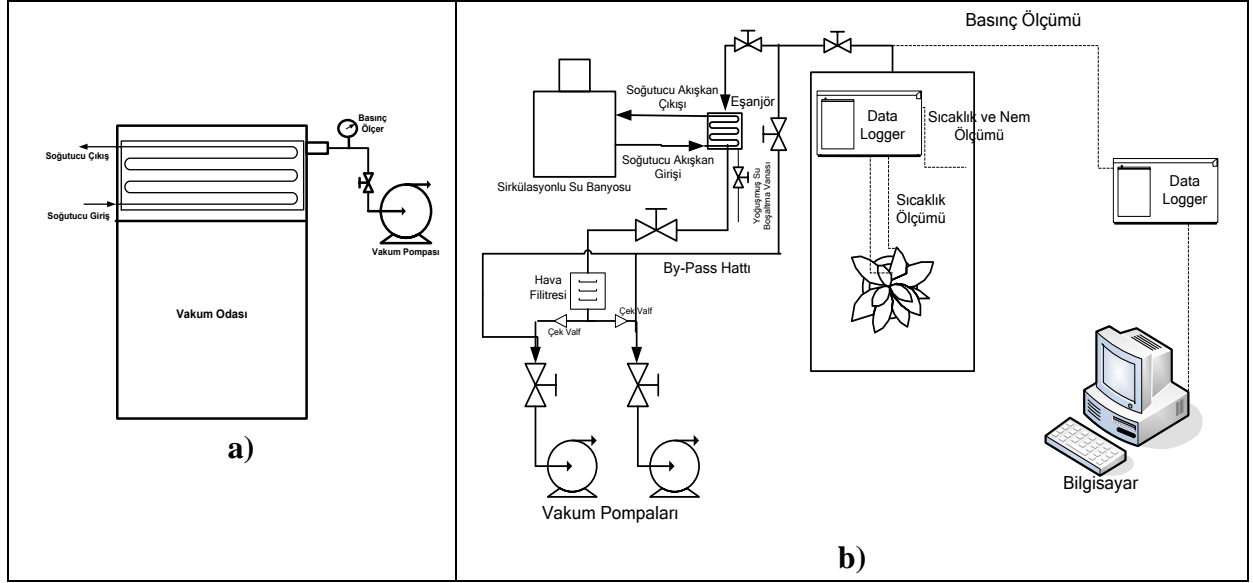 Basınç
Ölçer
Soğutucu Çıkış
Soğutucu Giriş
Vakum Pompası
Vakum Odası
a)
Basınç Ölçümü
Soğutucu Akışkan
Çıkışı
Eşanjör
Data
Logger
Sıcaklık ve Nem
Ölçümü
Soğutucu Akışkan
Girişi
Sirkülasyonlu Su Banyosu
Yoğuşmuş Su
Boşaltma Vanası
Data
Logger
Sıcaklık
Ölçümü
By-Pass Hattı
Hava
Filitresi
Çek Valf
Çek Valf
Bilgisayar
Vakum Pompaları
b)